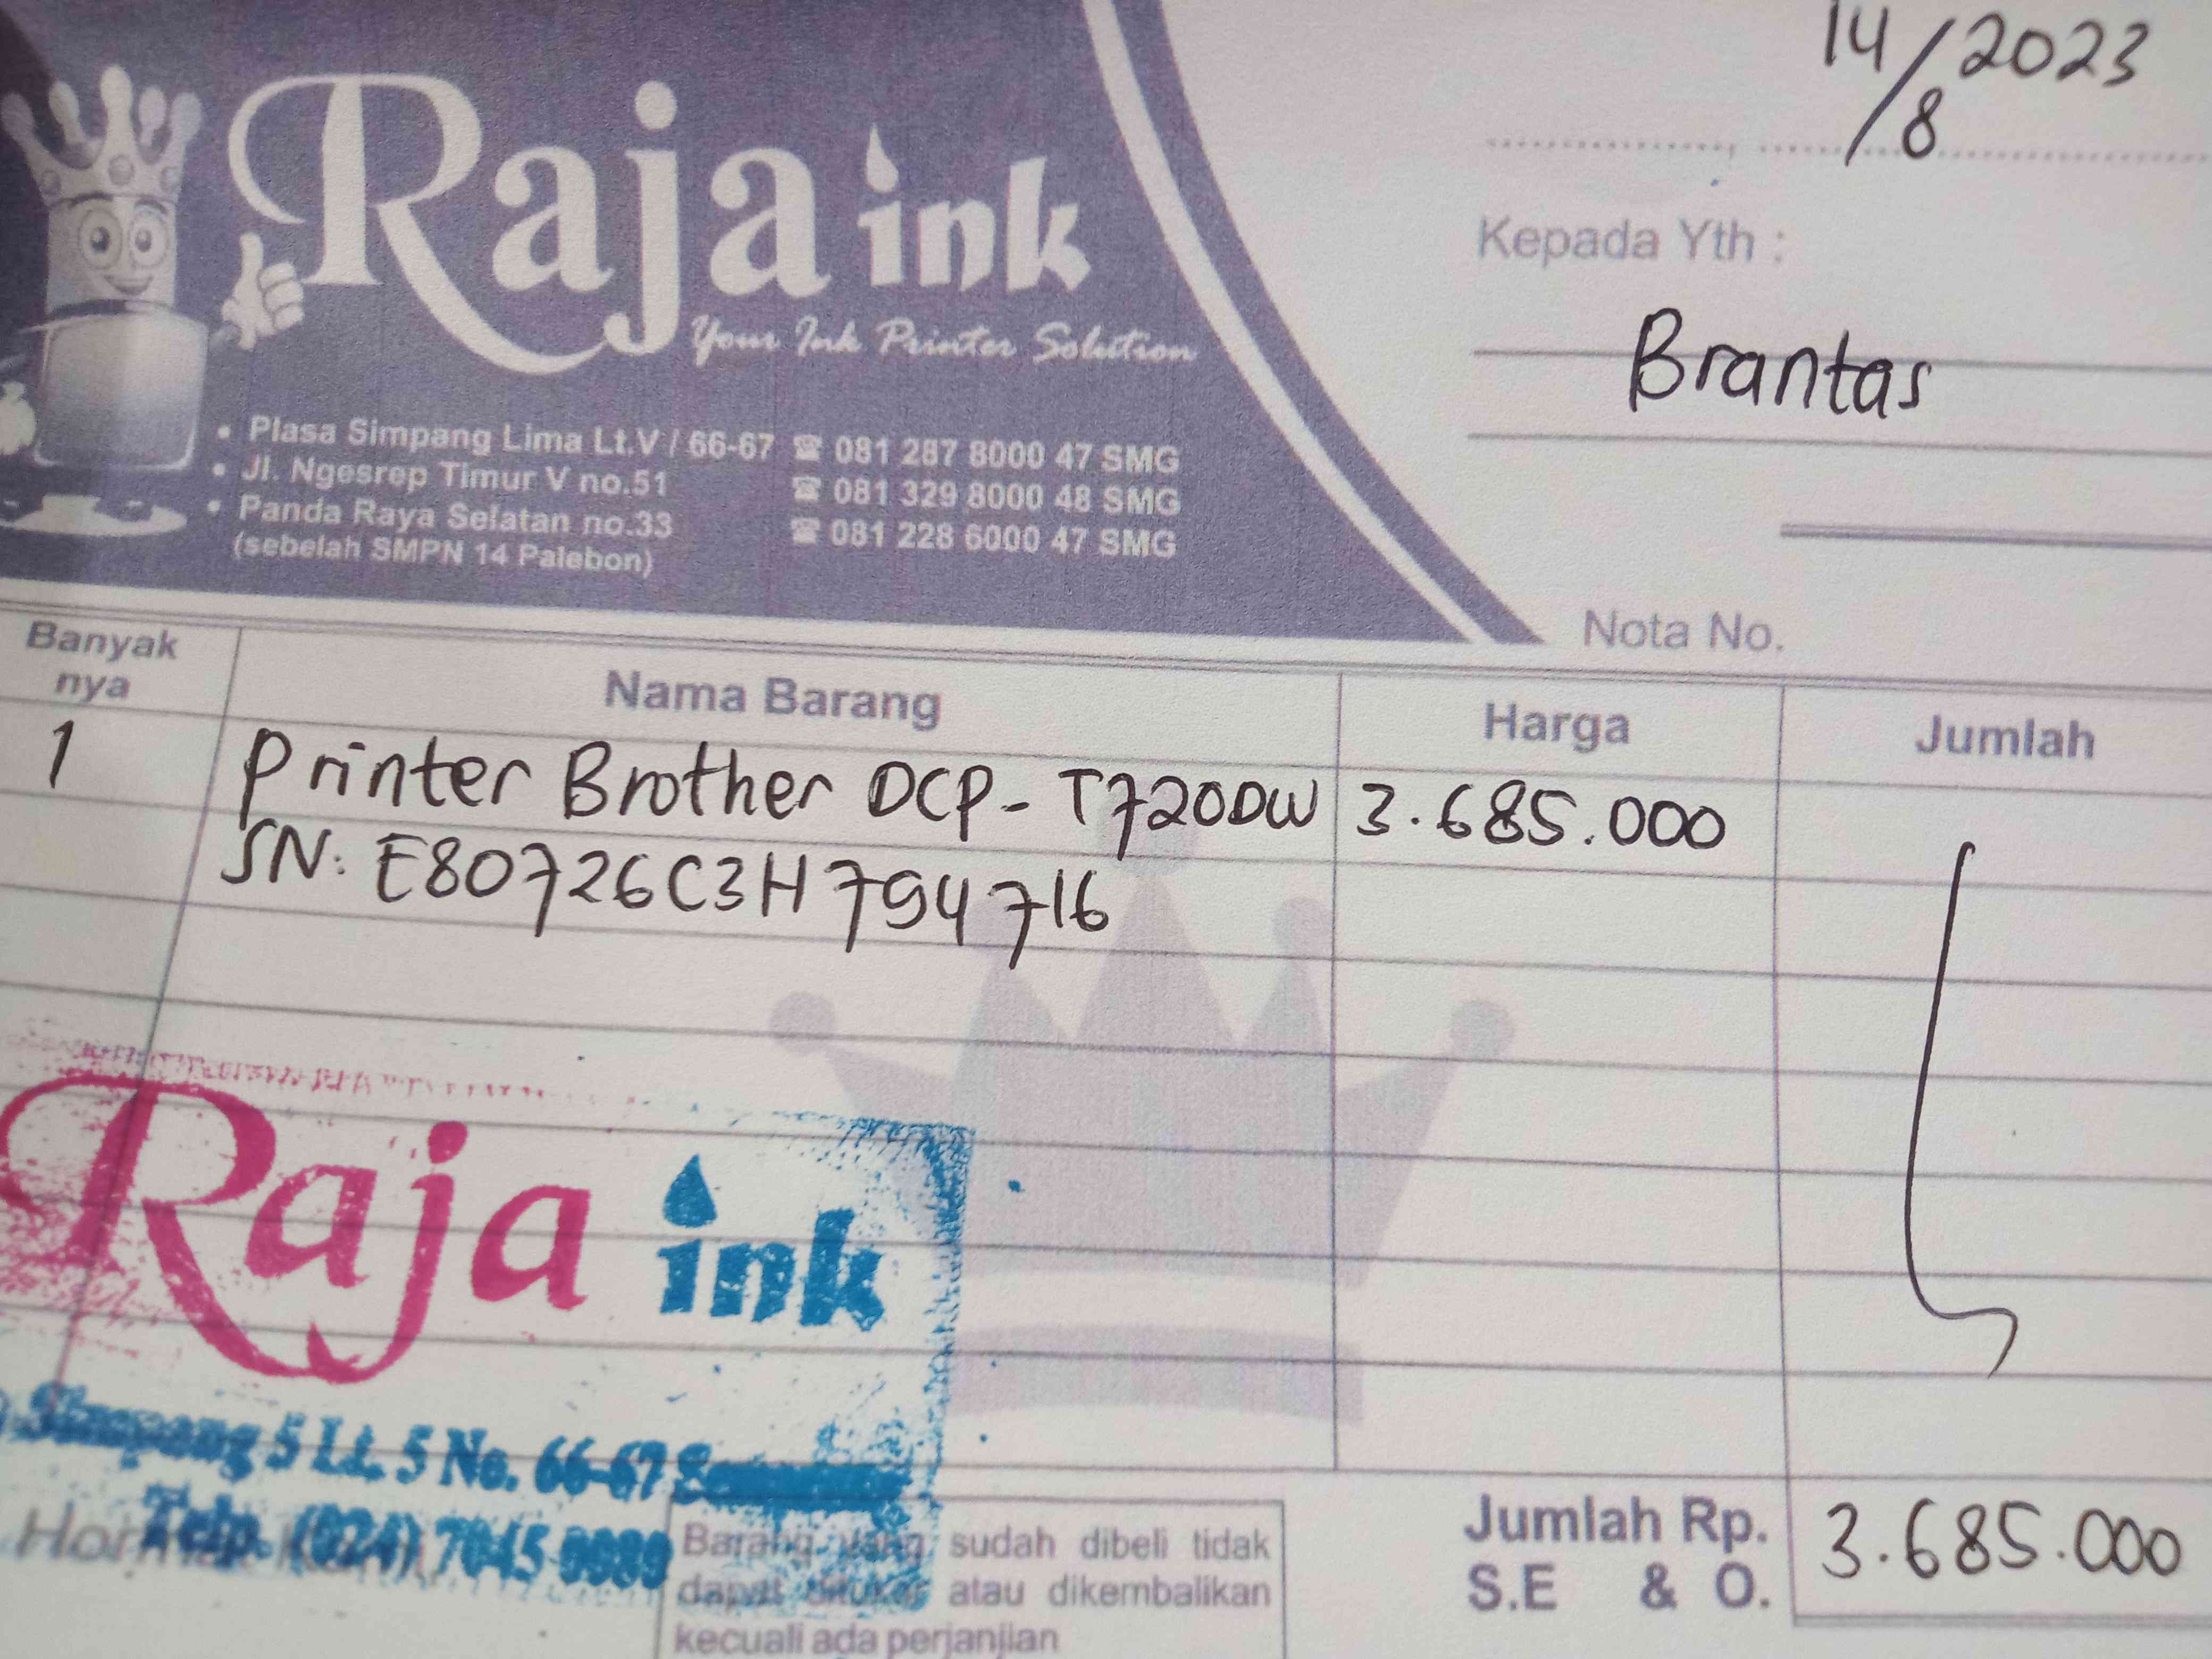 14/8 2023
Raja ink
Your Ink Printer Solution
• Plasa Simpang Lima Lt.V / 66-67 ☎ 081 287 8000 47 SMG
• Jl. Ngesrep Timur V no.51 ☎ 081 329 8000 48 SMG
• Panda Raya Selatan no.33 ☎ 081 228 6000 47 SMG
(sebelah SMPN 14 Palebon)
Kepada Yth :
Brantas
Nota No.
Banyak nya Nama Barang Harga Jumlah
1 Printer Brother DCP-T720DW 3.685.000
SN: E80726C3H794716
Raja ink
Simpang 5 Lt. 5 No. 66-67
Telp. (024) 7045
Barang yang sudah dibeli tidak
dapat ditukar atau dikembalikan
kecuali ada perjanjian
Jumlah Rp. 3.685.000
S.E & O.